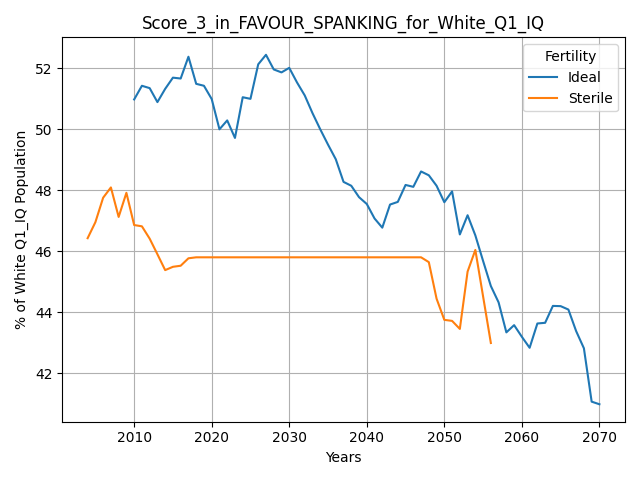 Score_3_in_FAVOUR_SPANKING_for_White_Q1_IQ
Fertility
Ideal
Sterile
% of White Q1_IQ Population
52
50
48
46
44
42
2010 2020 2030 2040 2050 2060 2070
Years